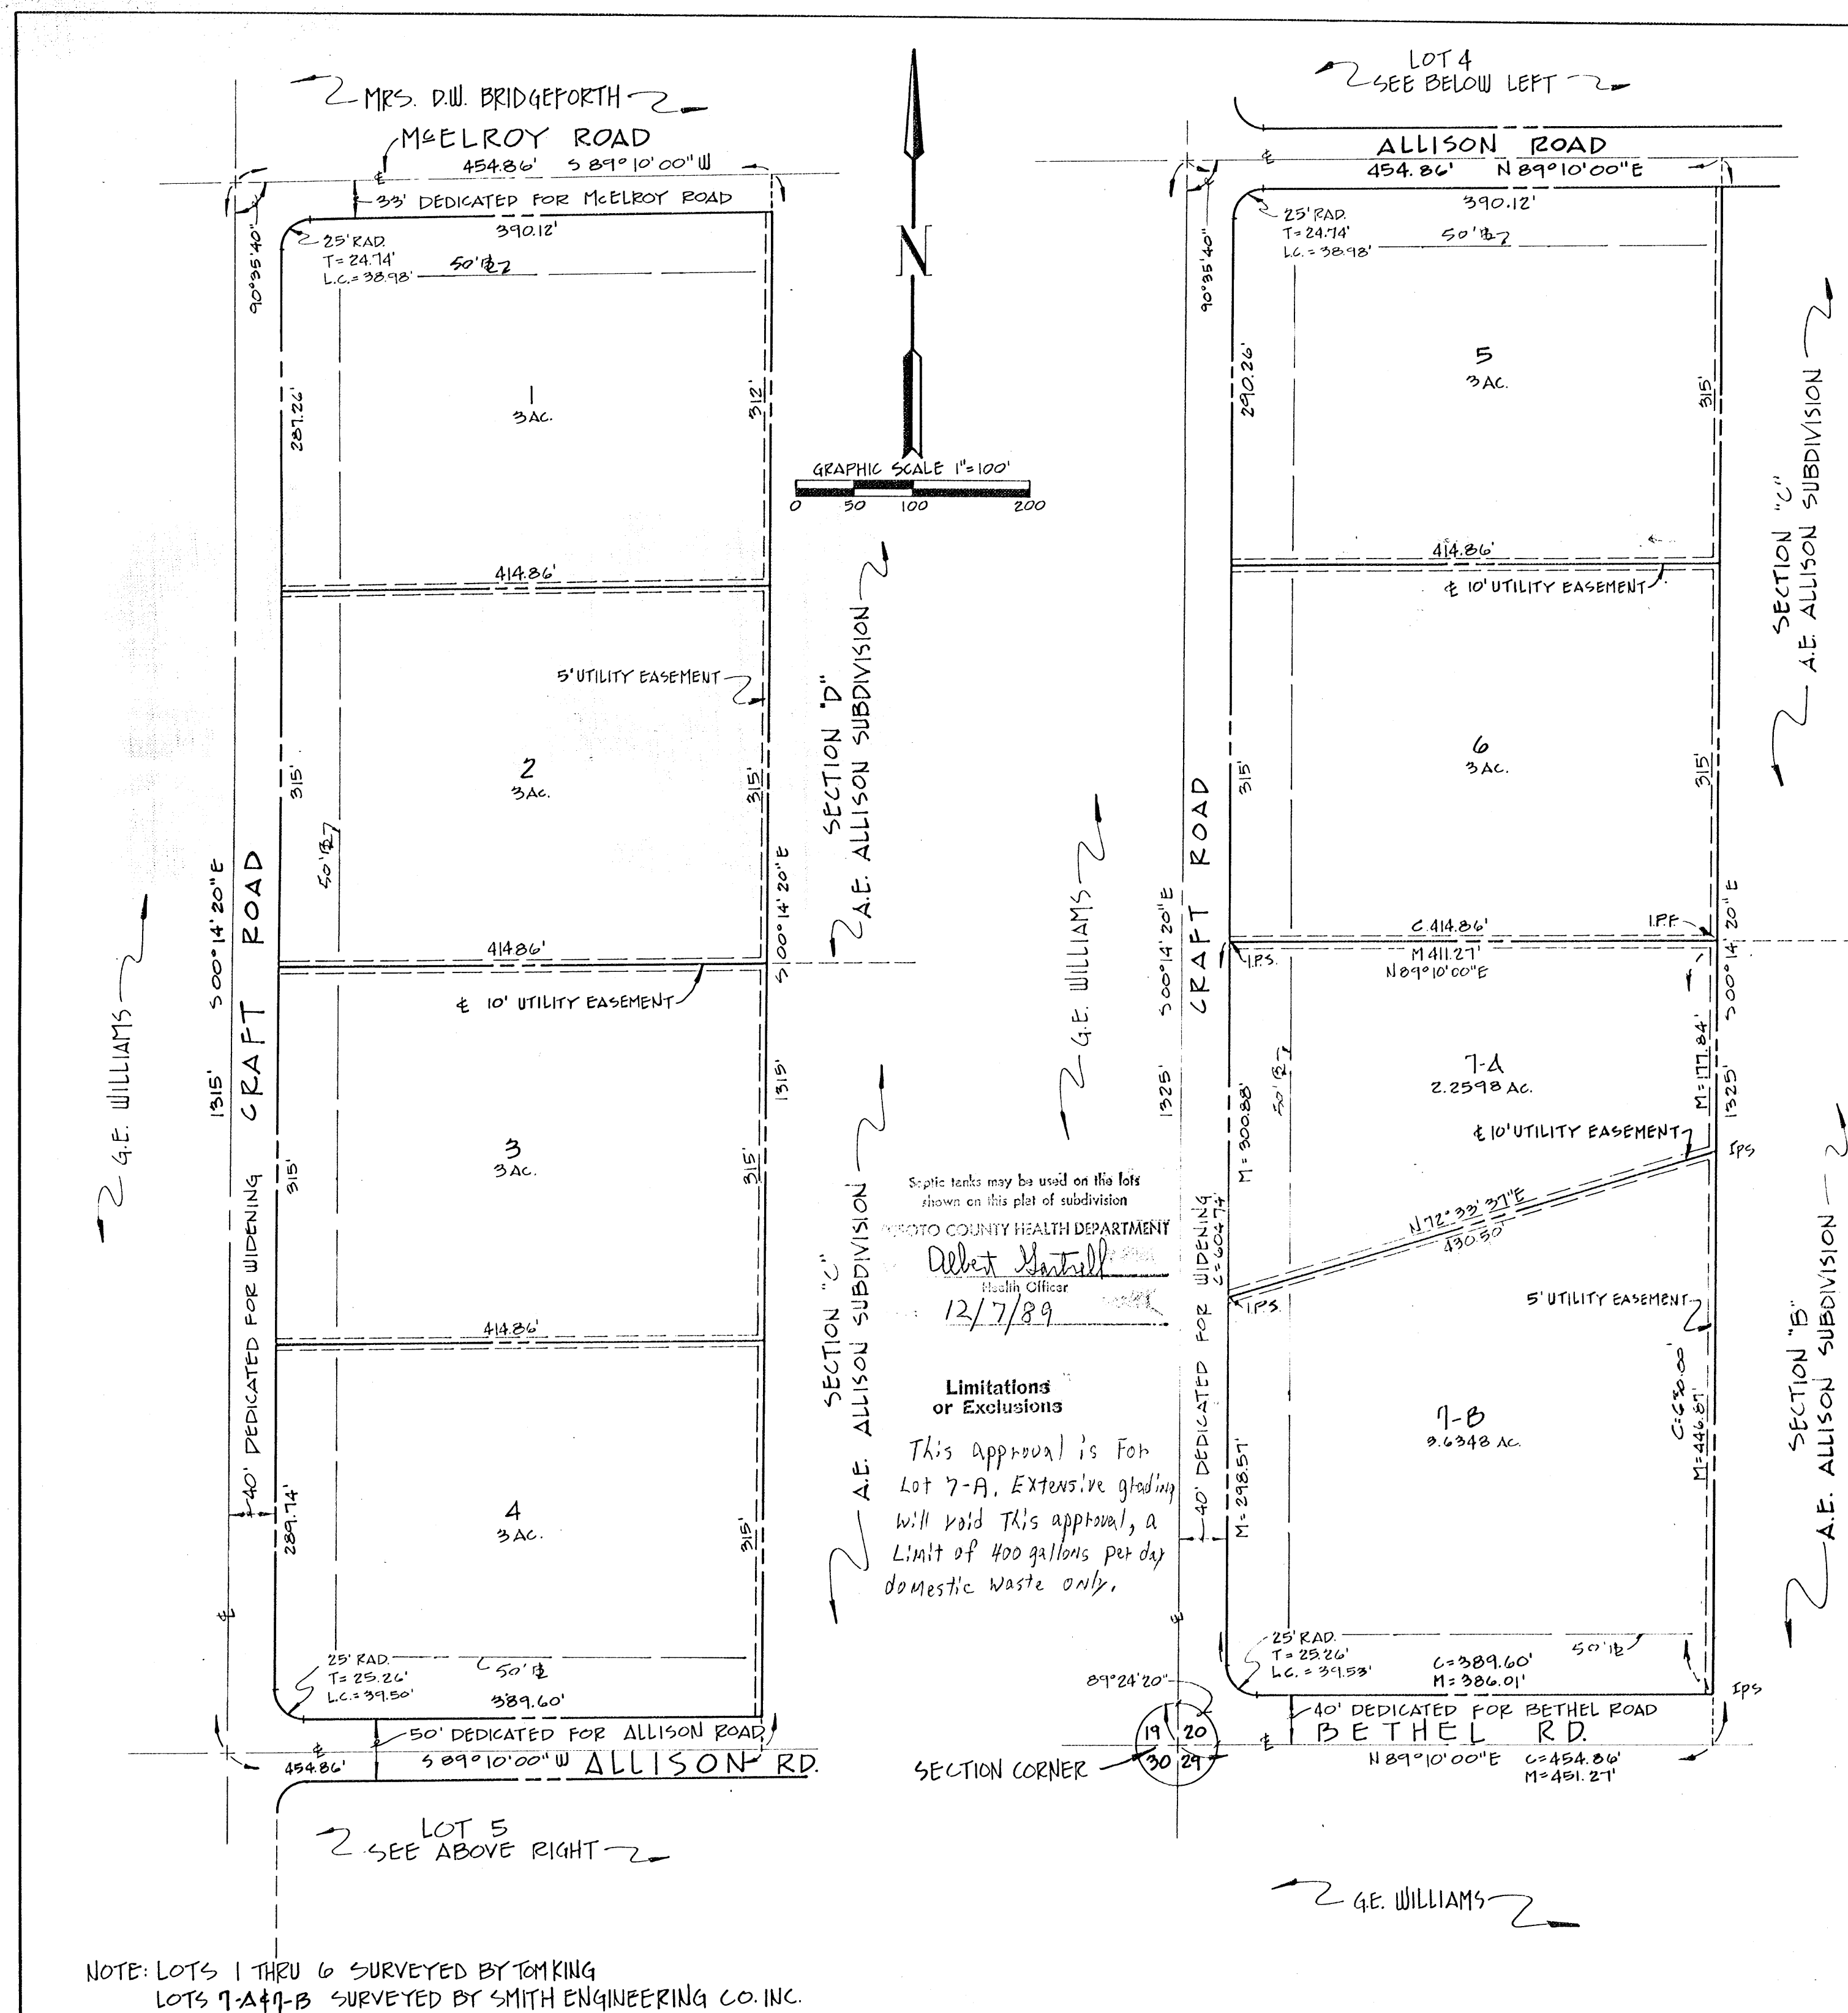 MRS. D.W. BRIDGEFORTH
McELROY ROAD
454.86' S 89°10'00" W
33' DEDICATED FOR McELROY ROAD
390.12'
25' RAD.
T=24.74'
L.C.=38.98'
50' BL
90°35'40"
287.26'
1
3 AC.
312'
414.86'
5' UTILITY EASEMENT
2
3 AC.
315'
315'
50' BL
S 00°14'20" E
1315'
CRAFT ROAD
40' DEDICATED FOR WIDENING
G.E. WILLIAMS
414.86'
℄ 10' UTILITY EASEMENT
S 00°14'20" E
1315'
3
3 AC.
315'
315'
414.86'
4
3 AC.
289.74'
315'
25' RAD.
T=25.26'
L.C.=39.50'
50' BL
389.60'
50' DEDICATED FOR ALLISON ROAD
℄
454.86' S 89°10'00" W ALLISON RD.
LOT 5
SEE ABOVE RIGHT
N
GRAPHIC SCALE 1"=100'
0 50 100 200
SECTION "D"
A.E. ALLISON SUBDIVISION
SECTION "C"
A.E. ALLISON SUBDIVISION
G.E. WILLIAMS
Septic tanks may be used on the lots
shown on this plat of subdivision
SOTO COUNTY HEALTH DEPARTMENT
Albert Gartrell
Health Officer
12/7/89
Limitations
or Exclusions
This approval is For
Lot 7-A. Extensive grading
will void This approval, a
Limit of 400 gallons per day
domestic waste only.
LOT 4
SEE BELOW LEFT
℄ ALLISON ROAD
454.86' N 89°10'00" E
390.12'
25' RAD.
T=24.74'
L.C.=38.98'
50' BL
90°35'40"
290.26'
5
3 AC.
315'
414.86'
℄ 10' UTILITY EASEMENT
SECTION "C"
A.E. ALLISON SUBDIVISION
6
3 AC.
315'
315'
S 00°14'20" E
1325'
CRAFT ROAD
C.414.86'
I.P.F.
I.P.S.
M 411.27'
N 89°10'00" E
S 00°14'20" E
1325'
7-A
2.2598 AC.
M=177.84'
M=300.88'
50' BL
℄ 10' UTILITY EASEMENT
IPS
N 72°33'37" E
430.50'
I.P.S.
40' DEDICATED FOR WIDENING
C=604.74'
5' UTILITY EASEMENT
7-B
3.6348 AC.
C=630.00'
M=446.87'
M=298.57'
SECTION "B"
A.E. ALLISON SUBDIVISION
25' RAD.
T=25.26'
L.C.=39.53'
50' BL
C=389.60'
M=386.01'
IPS
89°24'20"
40' DEDICATED FOR BETHEL ROAD
℄ BETHEL RD.
N 89°10'00" E C=454.86'
M=451.27'
19 20
30 29
SECTION CORNER
G.E. WILLIAMS
NOTE: LOTS 1 THRU 6 SURVEYED BY TOM KING
LOTS 7-A & 7-B SURVEYED BY SMITH ENGINEERING CO. INC.